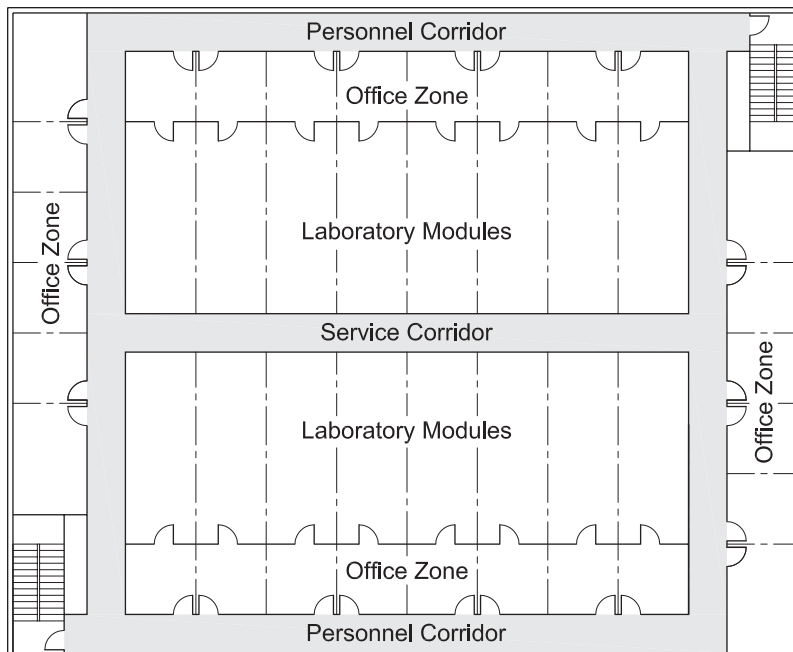 Personnel Corridor
Office Zone
Laboratory Modules
Office Zone
Service Corridor
Office Zone
Laboratory Modules
Office Zone
Personnel Corridor